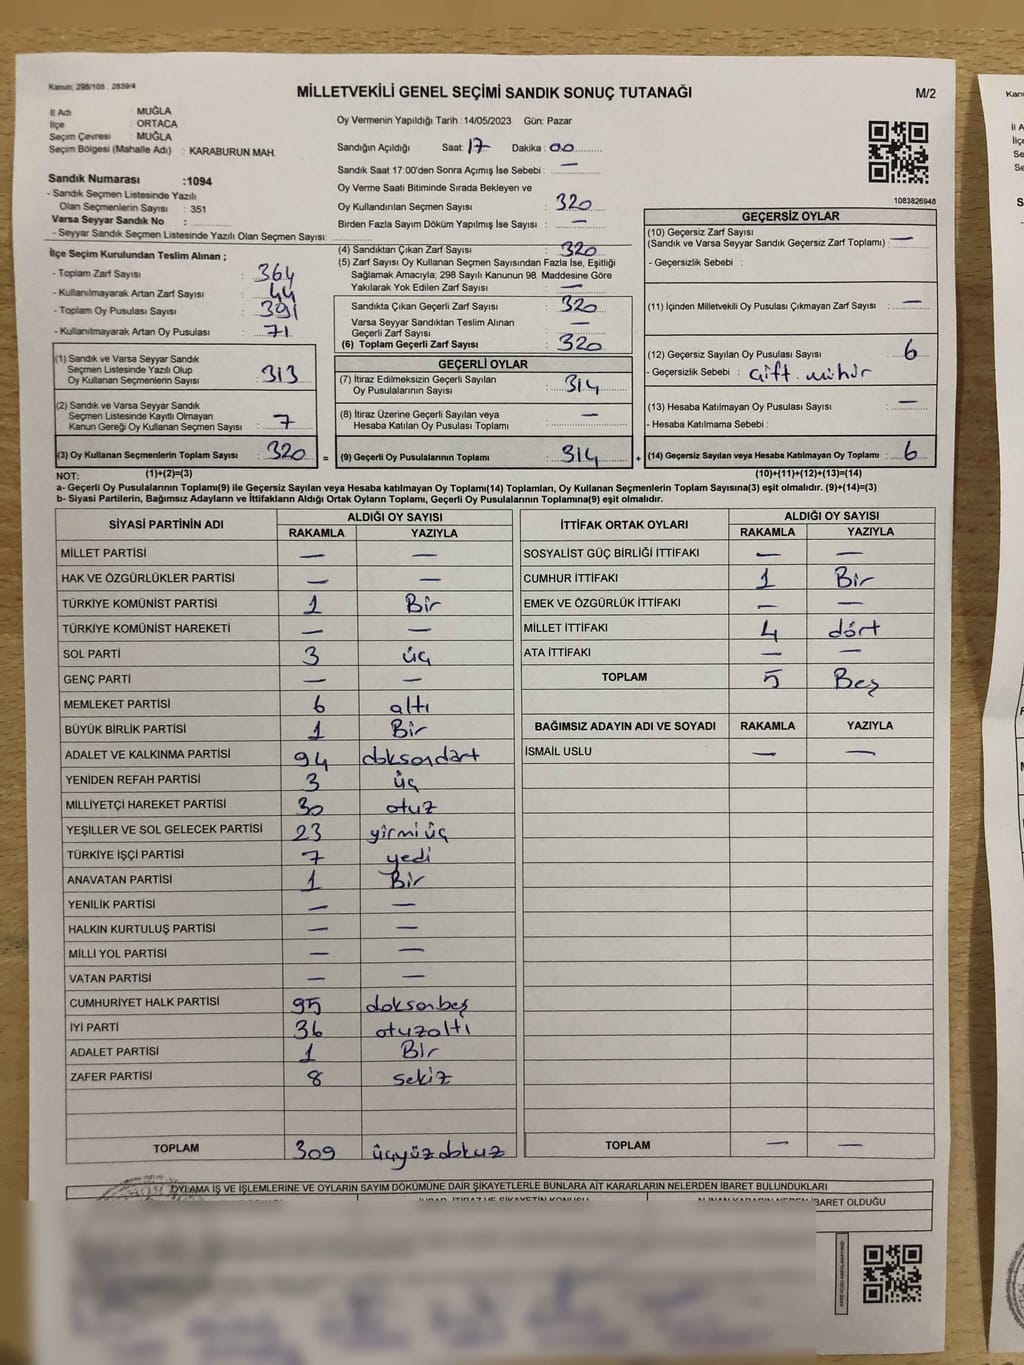 Kanun: 298/105 , 2839/4
MİLLETVEKİLİ GENEL SEÇİMİ SANDIK SONUÇ TUTANAĞI
M/2
İl Adı : MUĞLA
İlçe : ORTACA
Seçim Çevresi : MUĞLA
Seçim Bölgesi (Mahalle Adı) : KARABURUN MAH.
Sandık Numarası :1094
- Sandık Seçmen Listesinde Yazılı
Olan Seçmenlerin Sayısı : 351
Varsa Seyyar Sandık No :
- Seyyar Sandık Seçmen Listesinde Yazılı Olan Seçmen Sayısı:
İlçe Seçim Kurulundan Teslim Alınan ;
- Toplam Zarf Sayısı : 364
- Kullanılmayarak Artan Zarf Sayısı : 44
- Toplam Oy Pusulası Sayısı : 391
- Kullanılmayarak Artan Oy Pusulası : 71
(1) Sandık ve Varsa Seyyar Sandık
Seçmen Listesinde Yazılı Olup
Oy Kullanan Seçmenlerin Sayısı : 313
(2) Sandık ve Varsa Seyyar Sandık
Seçmen Listesinde Kayıtlı Olmayan
Kanun Gereği Oy Kullanan Seçmen Sayısı : 7
(3) Oy Kullanan Seçmenlerin Toplam Sayısı : 320 =
(1)+(2)=(3)
Oy Vermenin Yapıldığı Tarih :14/05/2023 Gün: Pazar
Sandığın Açıldığı Saat: 17 Dakika : 00
Sandık Saat 17:00'den Sonra Açımış İse Sebebi : —
Oy Verme Saati Bitiminde Sırada Bekleyen ve
Oy Kullandırılan Seçmen Sayısı : 320
Birden Fazla Sayım Döküm Yapılmış İse Sayısı : —
(4) Sandıktan Çıkan Zarf Sayısı : 320
(5) Zarf Sayısı Oy Kullanan Seçmen Sayısından Fazla İse, Eşitliği
Sağlamak Amacıyla; 298 Sayılı Kanunun 98. Maddesine Göre
Yakılarak Yok Edilen Zarf Sayısı : —
Sandıkta Çıkan Geçerli Zarf Sayısı : 320
Varsa Seyyar Sandıktan Teslim Alınan
Geçerli Zarf Sayısı : —
(6) Toplam Geçerli Zarf Sayısı : 320
GEÇERLİ OYLAR
(7) İtiraz Edilmeksizin Geçerli Sayılan
Oy Pusulalarının Sayısı : 314
(8) İtiraz Üzerine Geçerli Sayılan veya
Hesaba Katılan Oy Pusulası Toplamı : —
(9) Geçerli Oy Pusulalarının Toplamı : 314 +
1083826948
GEÇERSİZ OYLAR
(10) Geçersiz Zarf Sayısı
(Sandık ve Varsa Seyyar Sandık Geçersiz Zarf Toplamı) : —
- Geçersizlik Sebebi :
(11) İçinden Milletvekili Oy Pusulası Çıkmayan Zarf Sayısı : —
(12) Geçersiz Sayılan Oy Pusulası Sayısı : 6
- Geçersizlik Sebebi : Çift mühür
(13) Hesaba Katılmayan Oy Pusulası Sayısı : —
- Hesaba Katılmama Sebebi :
(14) Geçersiz Sayılan veya Hesaba Katılmayan Oy Toplamı : 6
(10)+(11)+(12)+(13)=(14)
NOT:
a- Geçerli Oy Pusulalarının Toplamı(9) ile Geçersiz Sayılan veya Hesaba katılmayan Oy Toplamı(14) Toplamları, Oy Kullanan Seçmenlerin Toplam Sayısına(3) eşit olmalıdır. (9)+(14)=(3)
b- Siyasi Partilerin, Bağımsız Adayların ve İttifakların Aldığı Ortak Oyların Toplamı, Geçerli Oy Pusulalarının Toplamına(9) eşit olmalıdır.
SİYASİ PARTİNİN ADI ALDIĞI OY SAYISI
RAKAMLA YAZIYLA
MİLLET PARTİSİ — —
HAK VE ÖZGÜRLÜKLER PARTİSİ — —
TÜRKİYE KOMÜNİST PARTİSİ 1 Bir
TÜRKİYE KOMÜNİST HAREKETİ — —
SOL PARTİ 3 üç
GENÇ PARTİ — —
MEMLEKET PARTİSİ 6 altı
BÜYÜK BİRLİK PARTİSİ 1 Bir
ADALET VE KALKINMA PARTİSİ 94 doksandört
YENİDEN REFAH PARTİSİ 3 üç
MİLLİYETÇİ HAREKET PARTİSİ 30 otuz
YEŞİLLER VE SOL GELECEK PARTİSİ 23 yirmi üç
TÜRKİYE İŞÇİ PARTİSİ 7 yedi
ANAVATAN PARTİSİ 1 Bir
YENİLİK PARTİSİ — —
HALKIN KURTULUŞ PARTİSİ — —
MİLLİ YOL PARTİSİ — —
VATAN PARTİSİ — —
CUMHURİYET HALK PARTİSİ 95 doksanbeş
İYİ PARTİ 36 otuzaltı
ADALET PARTİSİ 1 Bir
ZAFER PARTİSİ 8 sekiz
TOPLAM 309 üçyüzdokuz
İTTİFAK ORTAK OYLARI ALDIĞI OY SAYISI
RAKAMLA YAZIYLA
SOSYALİST GÜÇ BİRLİĞİ İTTİFAKI — —
CUMHUR İTTİFAKI 1 Bir
EMEK VE ÖZGÜRLÜK İTTİFAKI — —
MİLLET İTTİFAKI 4 dört
ATA İTTİFAKI — —
TOPLAM 5 Beş
BAĞIMSIZ ADAYIN ADI VE SOYADI RAKAMLA YAZIYLA
İSMAİL USLU — —
TOPLAM — —
OYLAMA İŞ VE İŞLEMLERİNE VE OYLARIN SAYIM DÖKÜMÜNE DAİR ŞİKAYETLERLE BUNLARA AİT KARARLARIN NELERDEN İBARET BULUNDUKLARI
İTİRAZ VE ŞİKAYETİN KONUSU ALINAN KARARIN NEDEN İBARET OLDUĞU